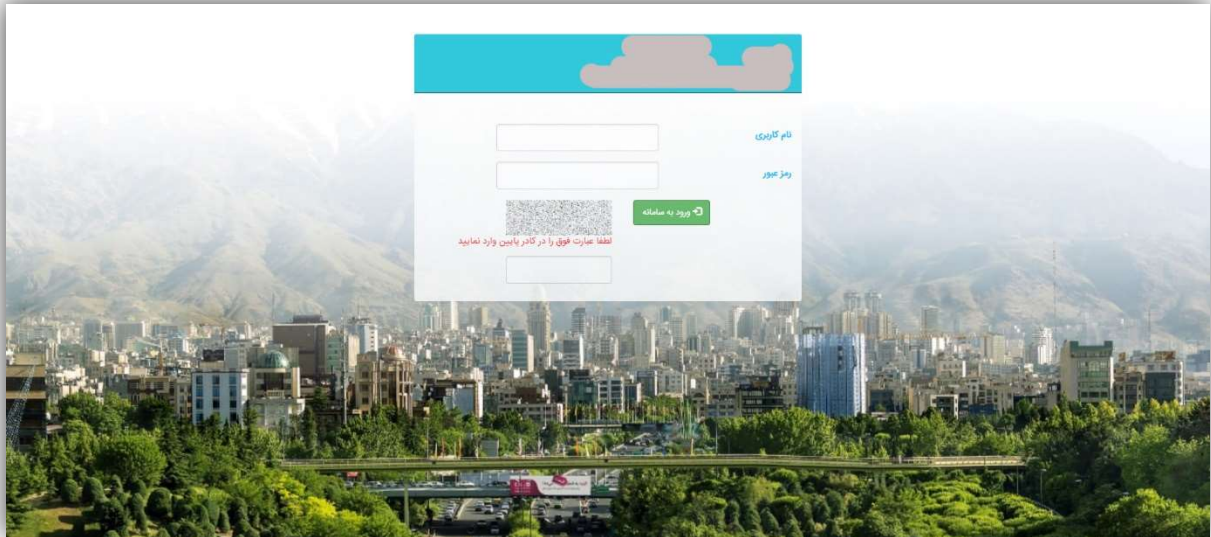 نام کاربری
رمز عبور
ورود به سامانه
لطفا عبارت فوق را در کادر پایین وارد نمایید